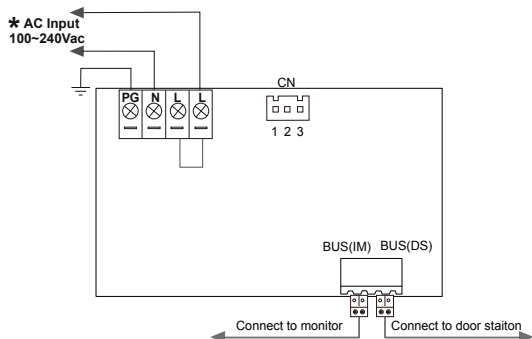 * AC Input
100~240Vac
PG N L L
CN
1 2 3
BUS(IM) BUS(DS)
Connect to monitor
Connect to door staiton